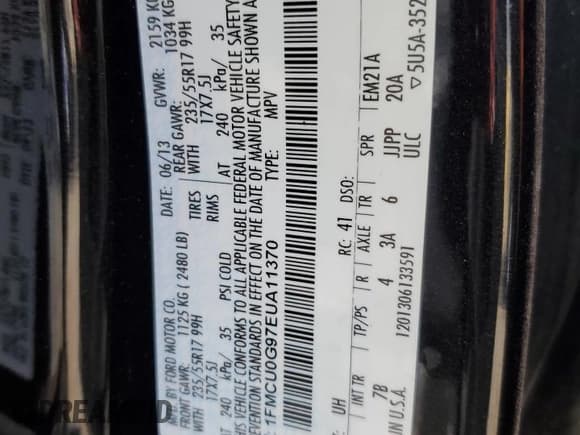 MFD. BY FORD MOTOR CO.
DATE: 06/13 GVWR: 2159 KG
FRONT GAWR: 1125 KG ( 2480 LB) REAR GAWR: 1034 KG
WITH 235/55R17 99H TIRES WITH 235/55R17 99H
17X7.5J RIMS 17X7.5J
AT 240 kPa/ 35 PSI COLD AT 240 kPa/ 35
THIS VEHICLE CONFORMS TO ALL APPLICABLE FEDERAL MOTOR VEHICLE SAFETY
EVENTION STANDARDS IN EFFECT ON THE DATE OF MANUFACTURE SHOWN A
1FMCU0G97EUA11370 TYPE: MPV
UH RC: 41 DSO:
INT TR TP/PS R AXLE TR SPR EM21A
7B 4 3A 6 JJPP 20A
IN U.S.A. 1201306133591 ULC ▽5U5A-352